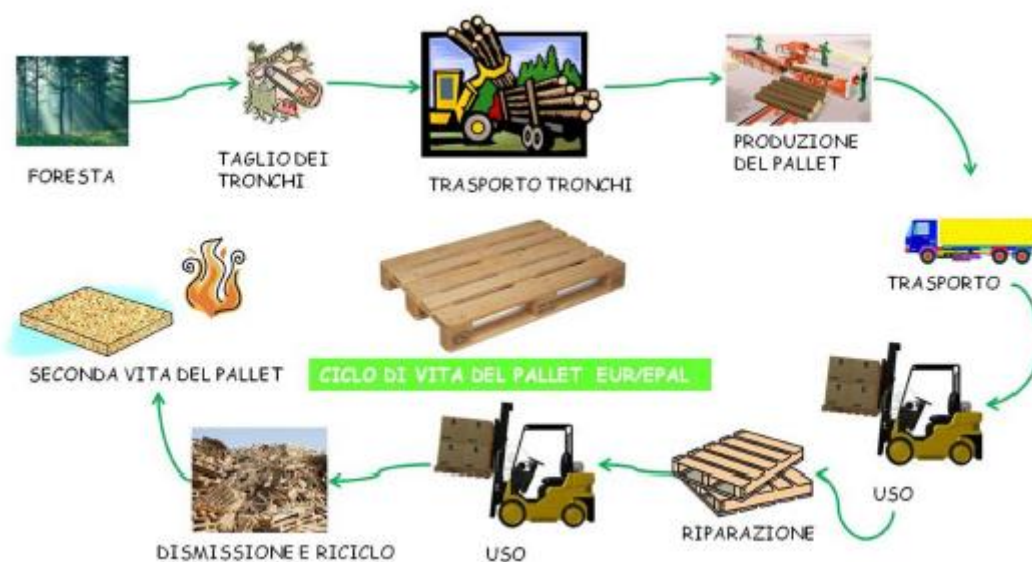 FORESTA
TAGLIO DEI
TRONCHI
TRASPORTO TRONCHI
PRODUZIONE
DEL PALLET
TRASPORTO
USO
RIPARAZIONE
USO
DISMISSIONE E RICICLO
SECONDA VITA DEL PALLET
CICLO DI VITA DEL PALLET EUR/EPAL